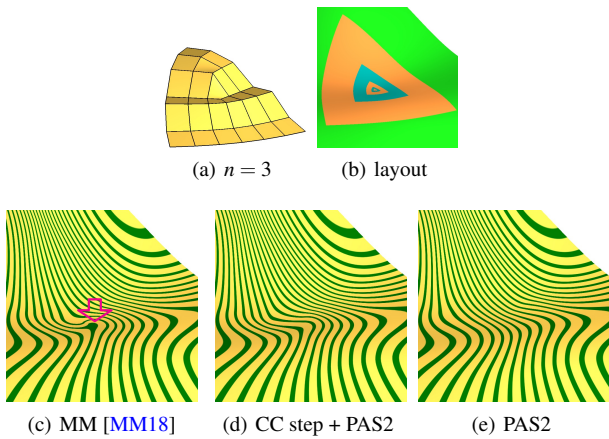 (a) n = 3
(b) layout
(c) MM [MM18]
(d) CC step + PAS2
(e) PAS2